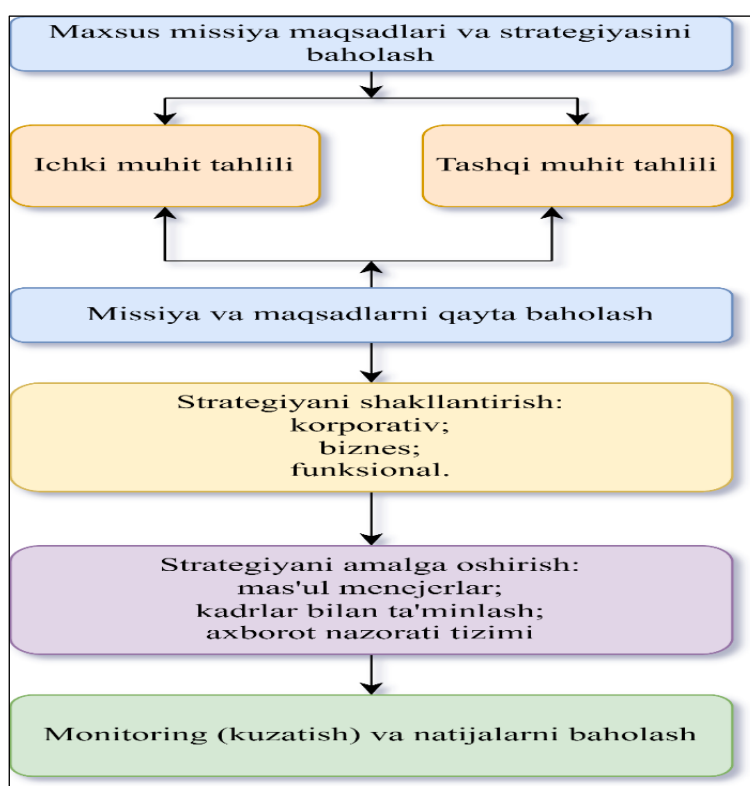 Maxsus missiya maqsadlari va strategiyasini
baholash
Ichki muhit tahlili
Tashqi muhit tahlili
Missiya va maqsadlarni qayta baholash
Strategiyani shakllantirish:
korporativ;
biznes;
funksional.
Strategiyani amalga oshirish:
mas'ul menejerlar;
kadrlar bilan ta'minlash;
axborot nazorati tizimi
Monitoring (kuzatish) va natijalarni baholash